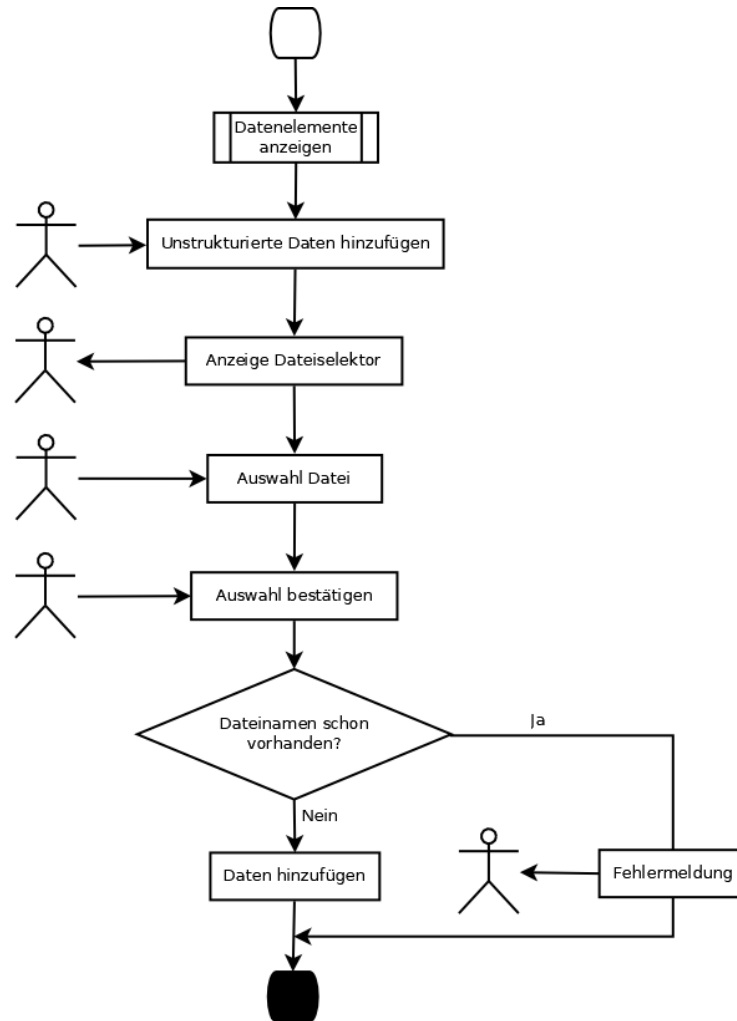 Datenelemente
anzeigen
Unstrukturierte Daten hinzufügen
Anzeige Dateiselektor
Auswahl Datei
Auswahl bestätigen
Dateinamen schon
vorhanden?
Ja
Nein
Daten hinzufügen
Fehlermeldung